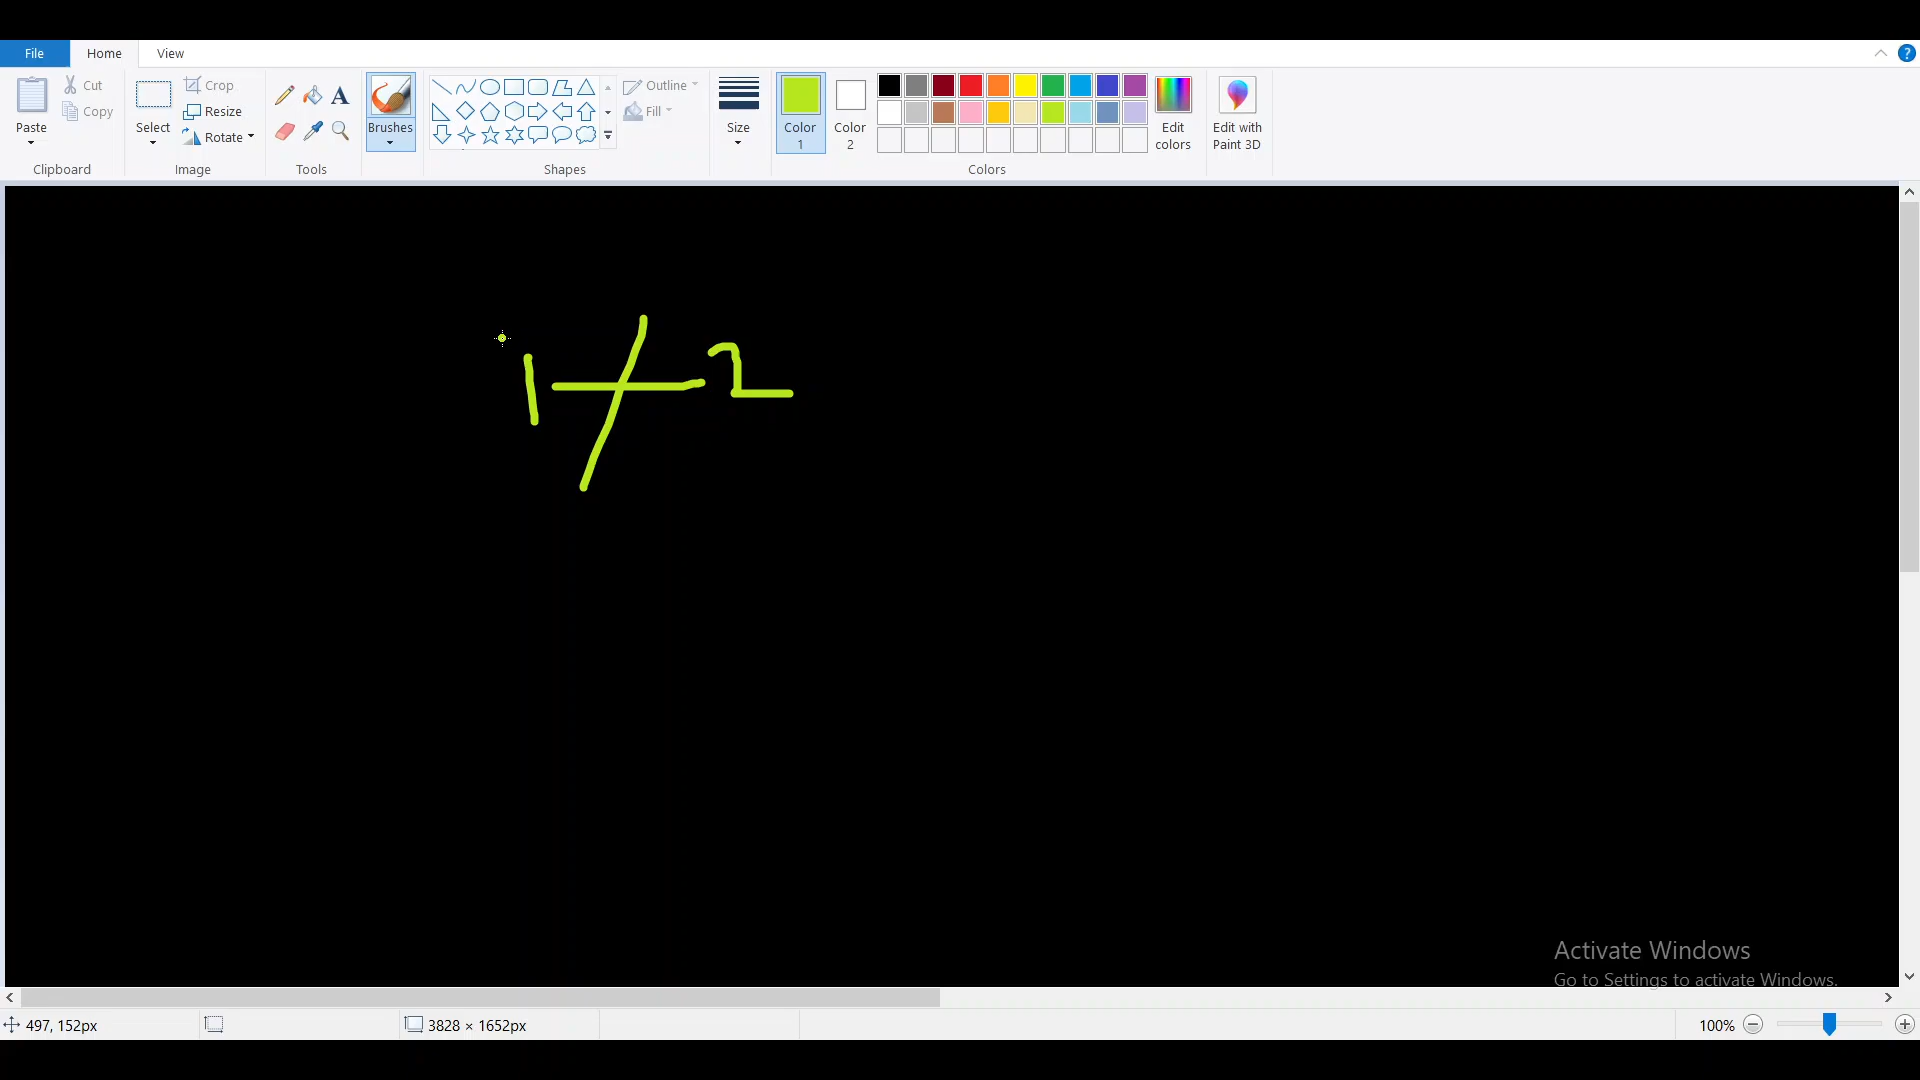 File Home View
Paste Cut Copy Select Crop Resize Rotate Brushes Outline Fill Size Color 1 Color 2 Edit colors Edit with Paint 3D
Clipboard Image Tools Shapes Colors
1 2
Activate Windows
Go to Settings to activate Windows.
497, 152px 3828 × 1652px 100%